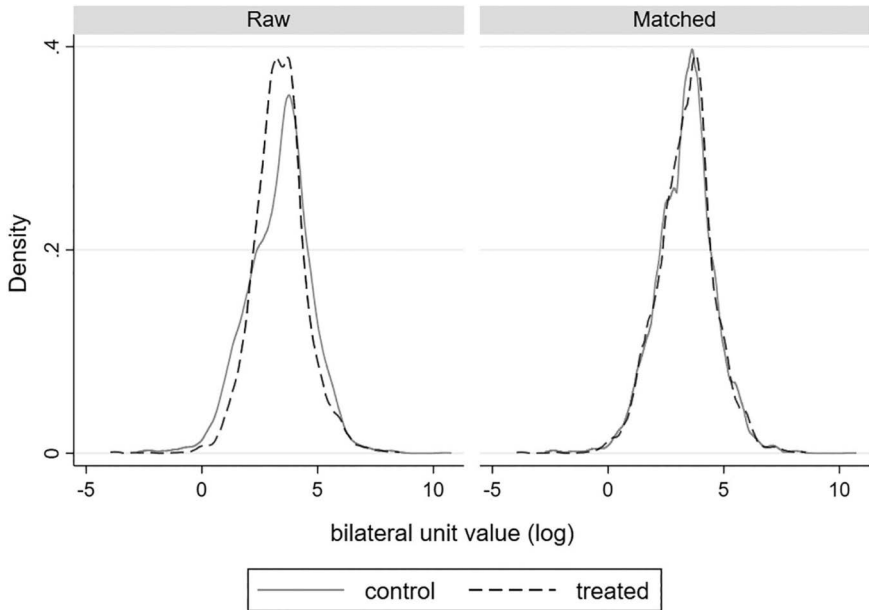 Raw Matched
.4
.2
0
Density
-5 0 5 10 -5 0 5 10
bilateral unit value (log)
control treated